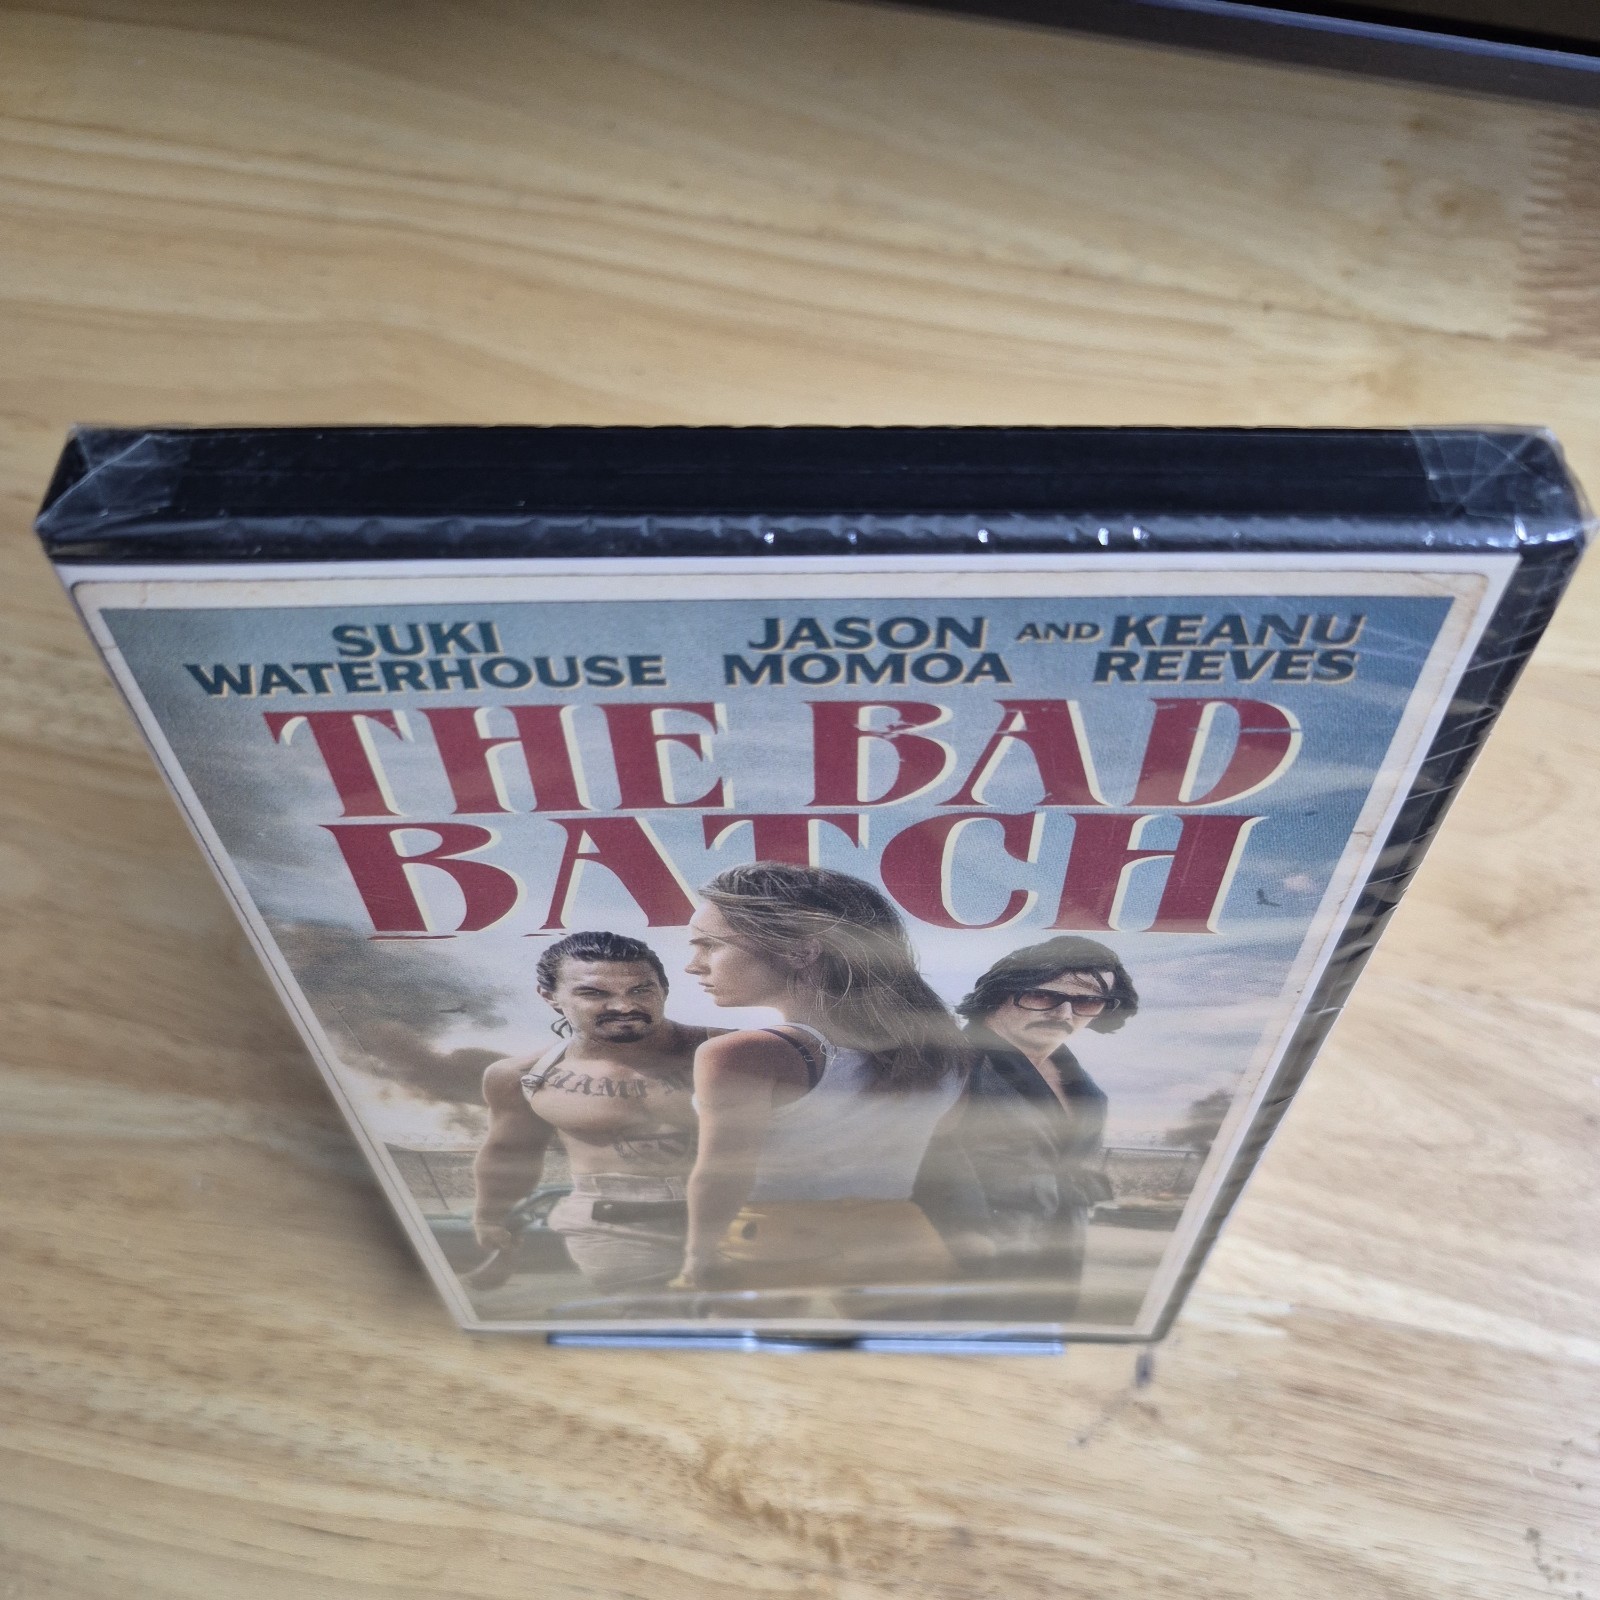 SUKI WATERHOUSE
JASON MOMOA
AND KEANU REEVES
THE BAD
BATCH